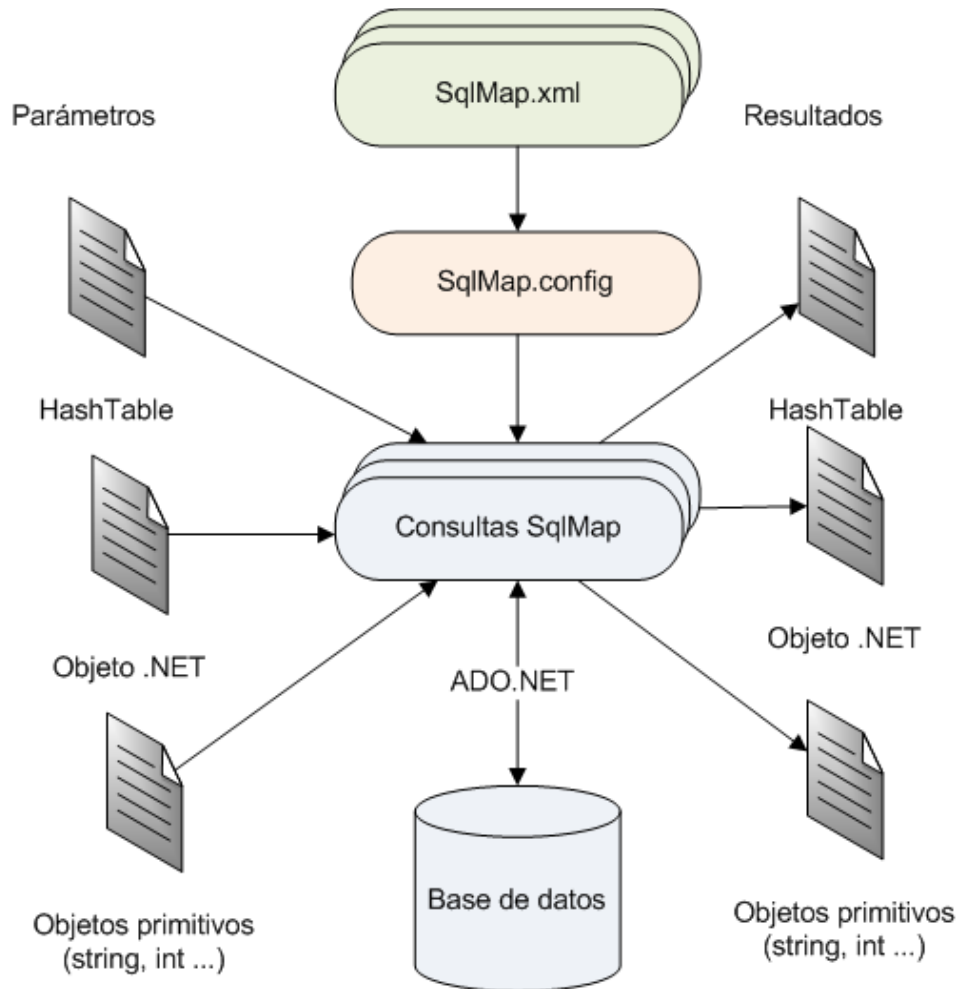 SqlMap.xml
Parámetros
Resultados
SqlMap.config
HashTable
HashTable
Consultas SqlMap
Objeto .NET
Objeto .NET
ADO.NET
Base de datos
Objetos primitivos
(string, int ...)
Objetos primitivos
(string, int ...)